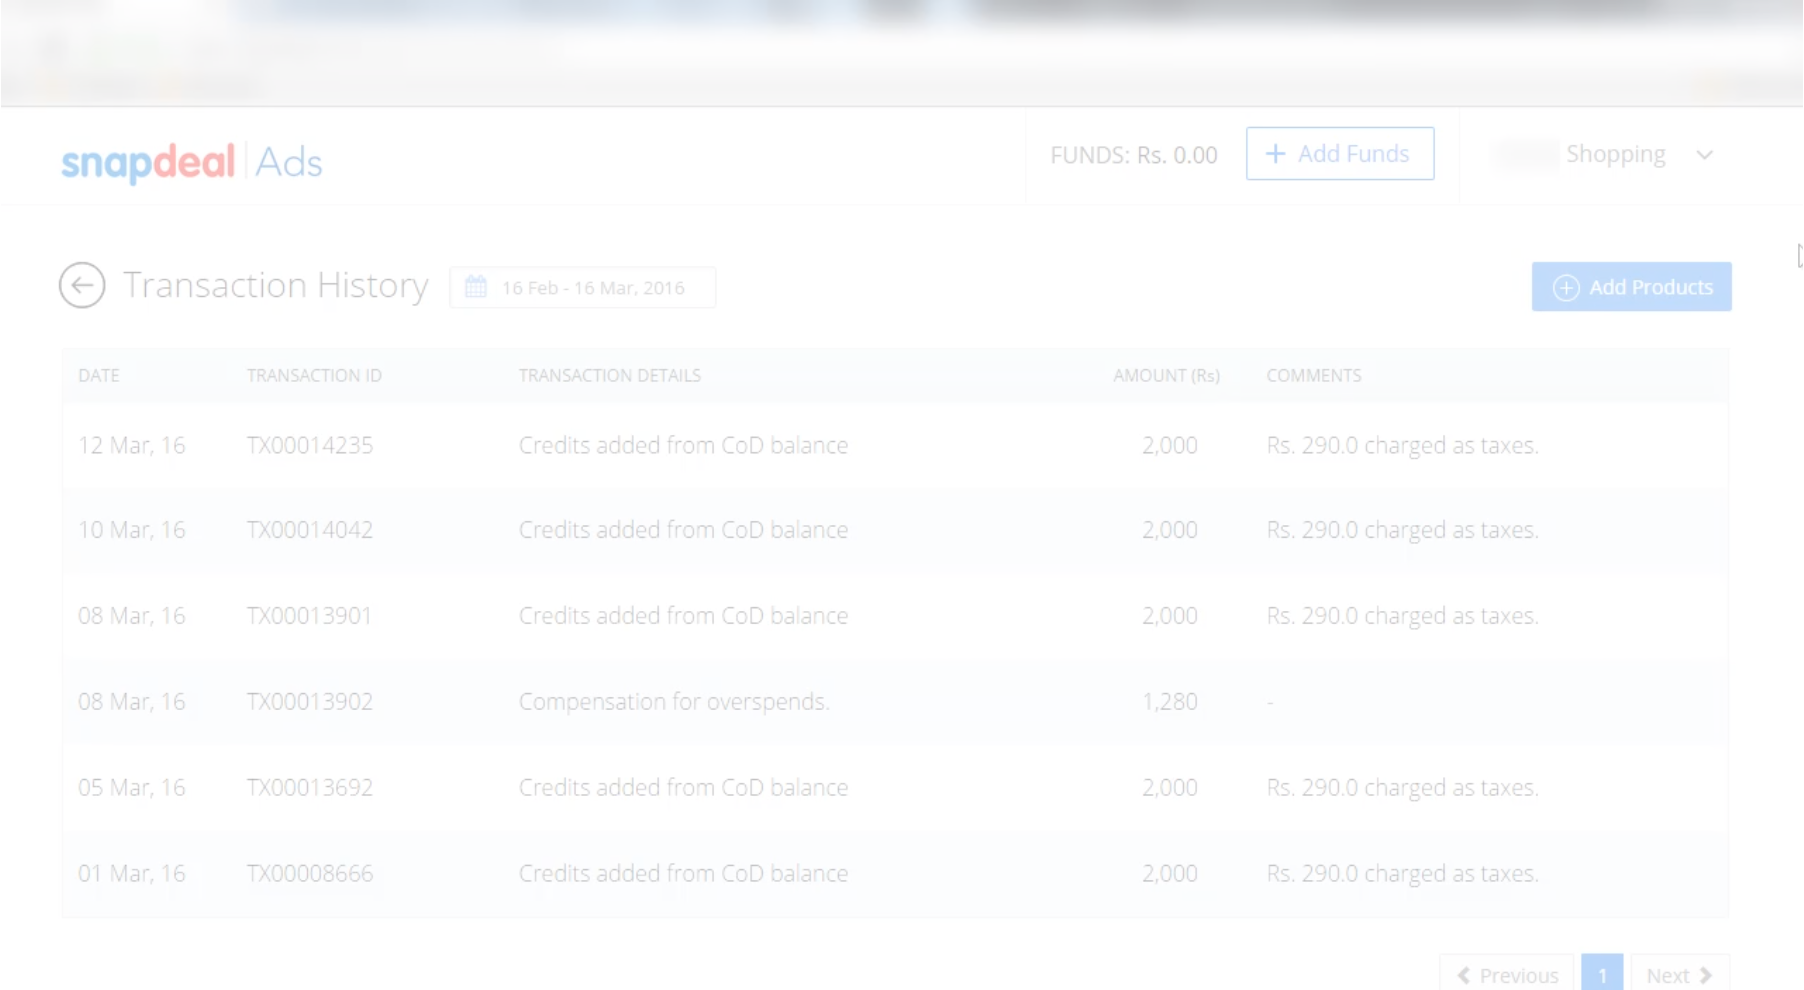 snapdeal Ads
FUNDS: Rs. 0.00
+ Add Funds
Shopping
Transaction History
16 Feb - 16 Mar, 2016
Add Products
DATE TRANSACTION ID TRANSACTION DETAILS AMOUNT (Rs) COMMENTS
12 Mar, 16 TX00014235 Credits added from CoD balance 2,000 Rs. 290.0 charged as taxes.
10 Mar, 16 TX00014042 Credits added from CoD balance 2,000 Rs. 290.0 charged as taxes.
08 Mar, 16 TX00013901 Credits added from CoD balance 2,000 Rs. 290.0 charged as taxes.
08 Mar, 16 TX00013902 Compensation for overspends. 1,280 -
05 Mar, 16 TX00013692 Credits added from CoD balance 2,000 Rs. 290.0 charged as taxes.
01 Mar, 16 TX00008666 Credits added from CoD balance 2,000 Rs. 290.0 charged as taxes.
Previous 1 Next